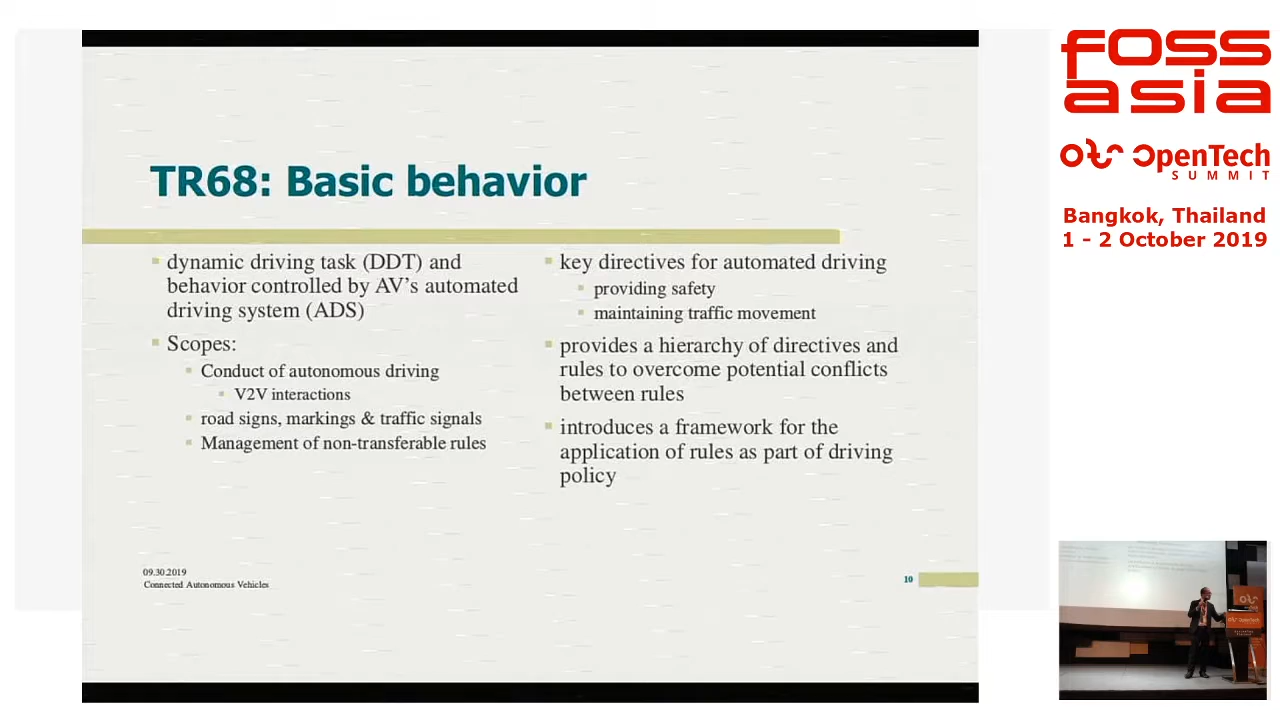 TR68: Basic behavior
dynamic driving task (DDT) and
behavior controlled by AV's automated
driving system (ADS)
Scopes:
Conduct of autonomous driving
V2V interactions
road signs, markings & traffic signals
Management of non-transferable rules
key directives for automated driving
providing safety
maintaining traffic movement
provides a hierarchy of directives and
rules to overcome potential conflicts
between rules
introduces a framework for the
application of rules as part of driving
policy
09.30.2019
Connected Autonomous Vehicles
10
FOSS
asia
OpenTech
SUMMIT
Bangkok, Thailand
1 - 2 October 2019